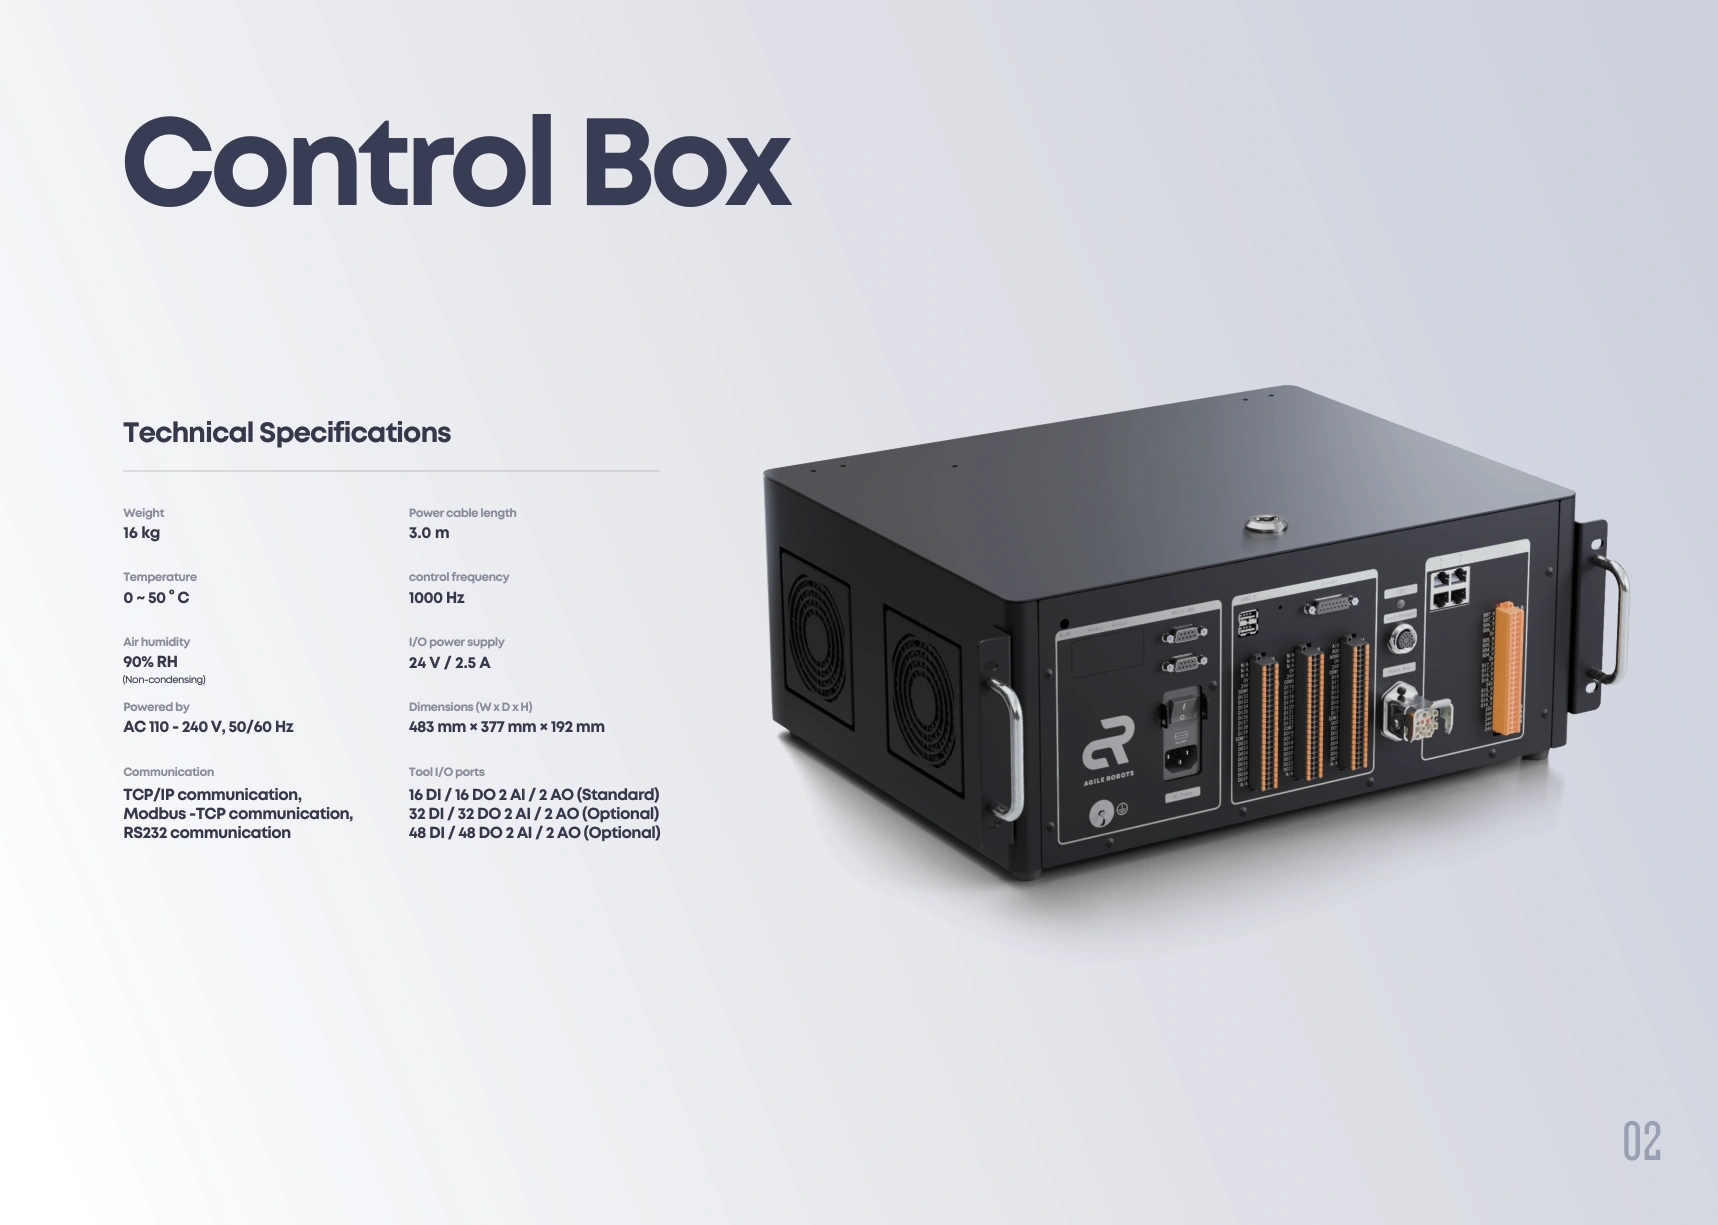 Control Box
Technical Specifications
Weight
16 kg
Temperature
0 ~ 50 ° C
Air humidity
90% RH
(Non-condensing)
Powered by
AC 110 - 240 V, 50/60 Hz
Communication
TCP/IP communication,
Modbus -TCP communication,
RS232 communication
Power cable length
3.0 m
control frequency
1000 Hz
I/O power supply
24 V / 2.5 A
Dimensions (W x D x H)
483 mm × 377 mm × 192 mm
Tool I/O ports
16 DI / 16 DO 2 AI / 2 AO (Standard)
32 DI / 32 DO 2 AI / 2 AO (Optional)
48 DI / 48 DO 2 AI / 2 AO (Optional)
AGILE ROBOTS
02